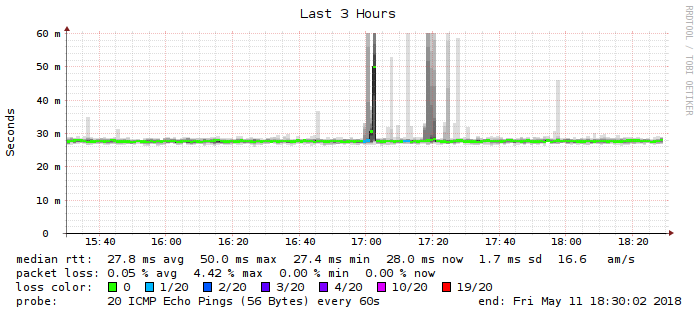 Last 3 Hours
RRDTOOL / TOBI OETIKER
Seconds
60 m
50 m
40 m
30 m
20 m
10 m
0
15:40 16:00 16:20 16:40 17:00 17:20 17:40 18:00 18:20
median rtt: 27.8 ms avg 50.0 ms max 27.4 ms min 28.0 ms now 1.7 ms sd 16.6 am/s
packet loss: 0.05 % avg 4.42 % max 0.00 % min 0.00 % now
loss color: 0 1/20 2/20 3/20 4/20 10/20 19/20
probe: 20 ICMP Echo Pings (56 Bytes) every 60s end: Fri May 11 18:30:02 2018